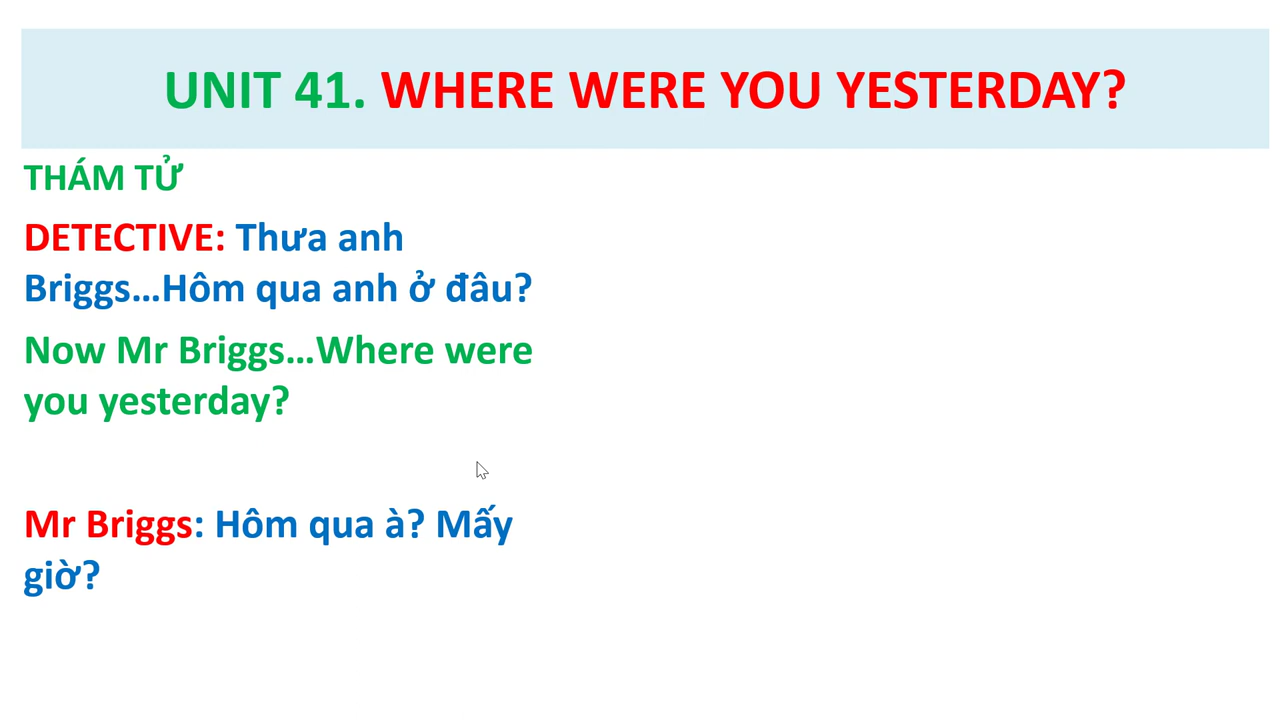 UNIT 41. WHERE WERE YOU YESTERDAY?
THÁM TỬ
DETECTIVE: Thưa anh
Briggs...Hôm qua anh ở đâu?
Now Mr Briggs...Where were
you yesterday?
Mr Briggs: Hôm qua à? Mấy
giờ?